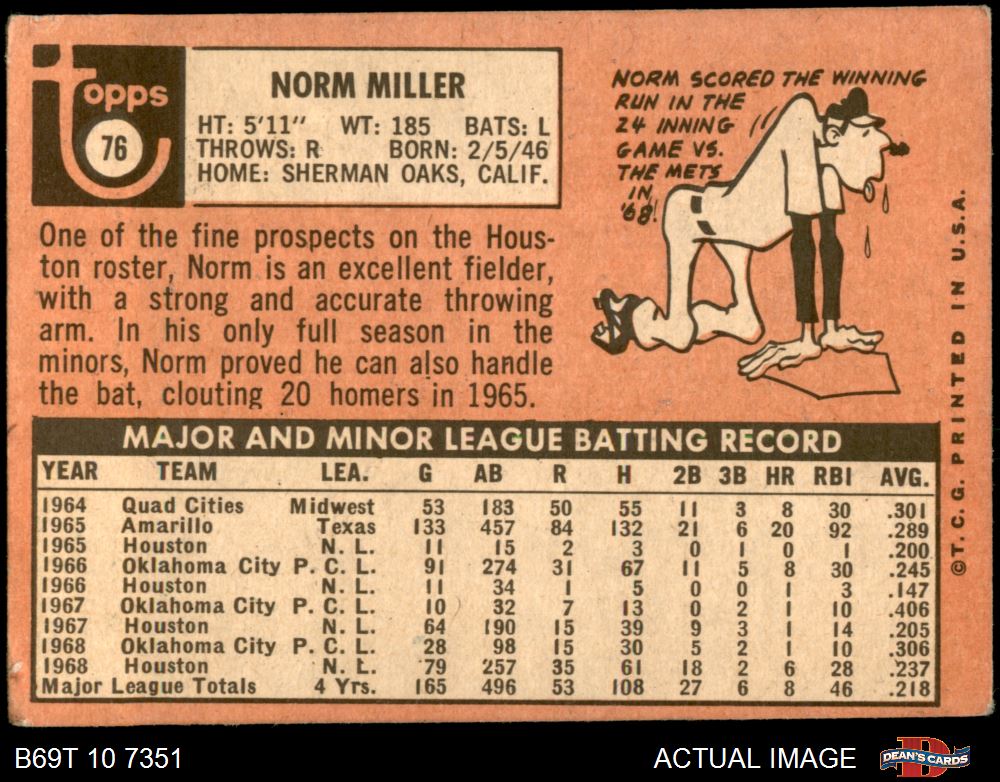 Topps
76
NORM MILLER
HT: 5'11" WT: 185 BATS: L
THROWS: R BORN: 2/5/46
HOME: SHERMAN OAKS, CALIF.
NORM SCORED THE WINNING
RUN IN THE
24 INNING
GAME VS.
THE METS
IN
'68!
One of the fine prospects on the Hous-
ton roster, Norm is an excellent fielder,
with a strong and accurate throwing
arm. In his only full season in the
minors, Norm proved he can also handle
the bat, clouting 20 homers in 1965.
MAJOR AND MINOR LEAGUE BATTING RECORD
YEAR TEAM LEA. G AB R H 2B 3B HR RBI AVG.
1964 Quad Cities Midwest 53 183 50 55 11 3 8 30 .301
1965 Amarillo Texas 133 457 84 132 21 6 20 92 .289
1965 Houston N. L. 11 15 2 3 0 1 0 1 .200
1966 Oklahoma City P. C. L. 91 274 31 67 11 5 8 30 .245
1966 Houston N. L. 11 34 1 5 0 0 1 3 .147
1967 Oklahoma City P. C. L. 10 32 7 13 0 2 1 10 .406
1967 Houston N. L. 64 190 15 39 9 3 1 14 .205
1968 Oklahoma City P. C. L. 28 98 15 30 5 2 1 10 .306
1968 Houston N. L. 79 257 35 61 18 2 6 28 .237
Major League Totals 4 Yrs. 165 496 53 108 27 6 8 46 .218
©T. C. G. PRINTED IN U.S.A.
B69T 10 7351
ACTUAL IMAGE
DEAN'S CARDS